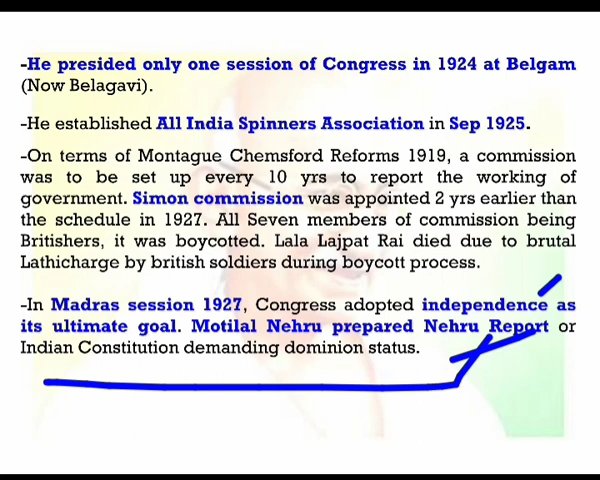 -He presided only one session of Congress in 1924 at Belgam
(Now Belagavi).
-He established All India Spinners Association in Sep 1925.
-On terms of Montague Chemsford Reforms 1919, a commission
was to be set up every 10 yrs to report the working of
government. Simon commission was appointed 2 yrs earlier than
the schedule in 1927. All Seven members of commission being
Britishers, it was boycotted. Lala Lajpat Rai died due to brutal
Lathicharge by british soldiers during boycott process.
-In Madras session 1927, Congress adopted independence as
its ultimate goal. Motilal Nehru prepared Nehru Report or
Indian Constitution demanding dominion status.